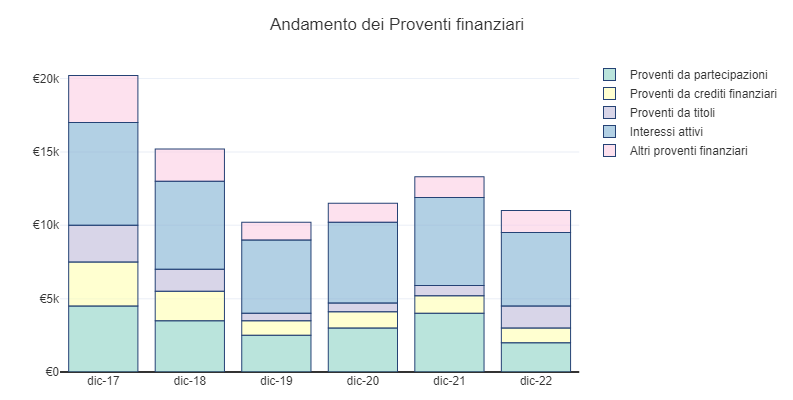 Andamento dei Proventi finanziari
€20k
€15k
€10k
€5k
€0
dic-17
dic-18
dic-19
dic-20
dic-21
dic-22
Proventi da partecipazioni
Proventi da crediti finanziari
Proventi da titoli
Interessi attivi
Altri proventi finanziari